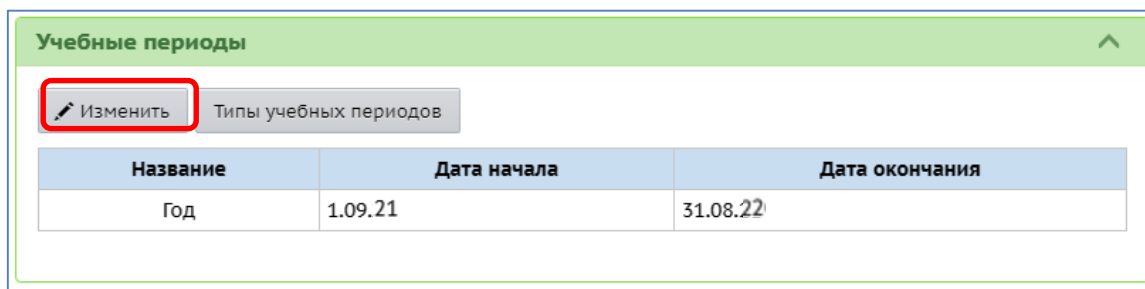 Учебные периоды
Изменить Типы учебных периодов
Название Дата начала Дата окончания
Год 1.09.21 31.08.22